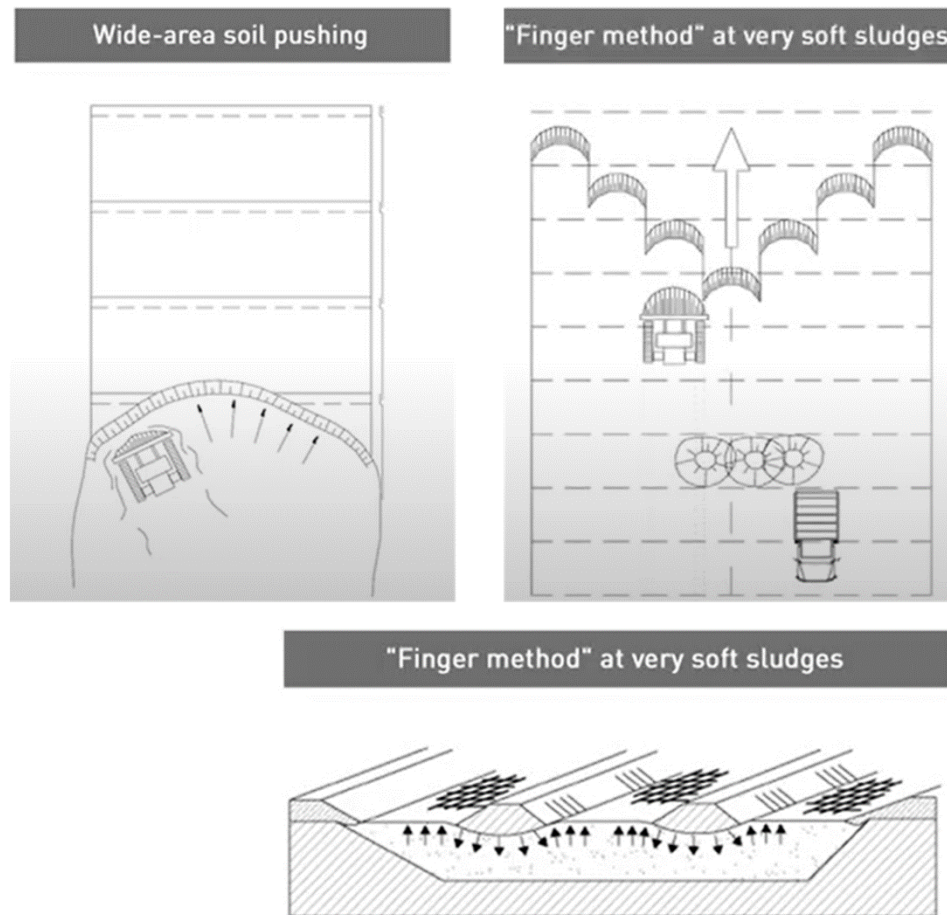 Wide-area soil pushing
"Finger method" at very soft sludges
"Finger method" at very soft sludges